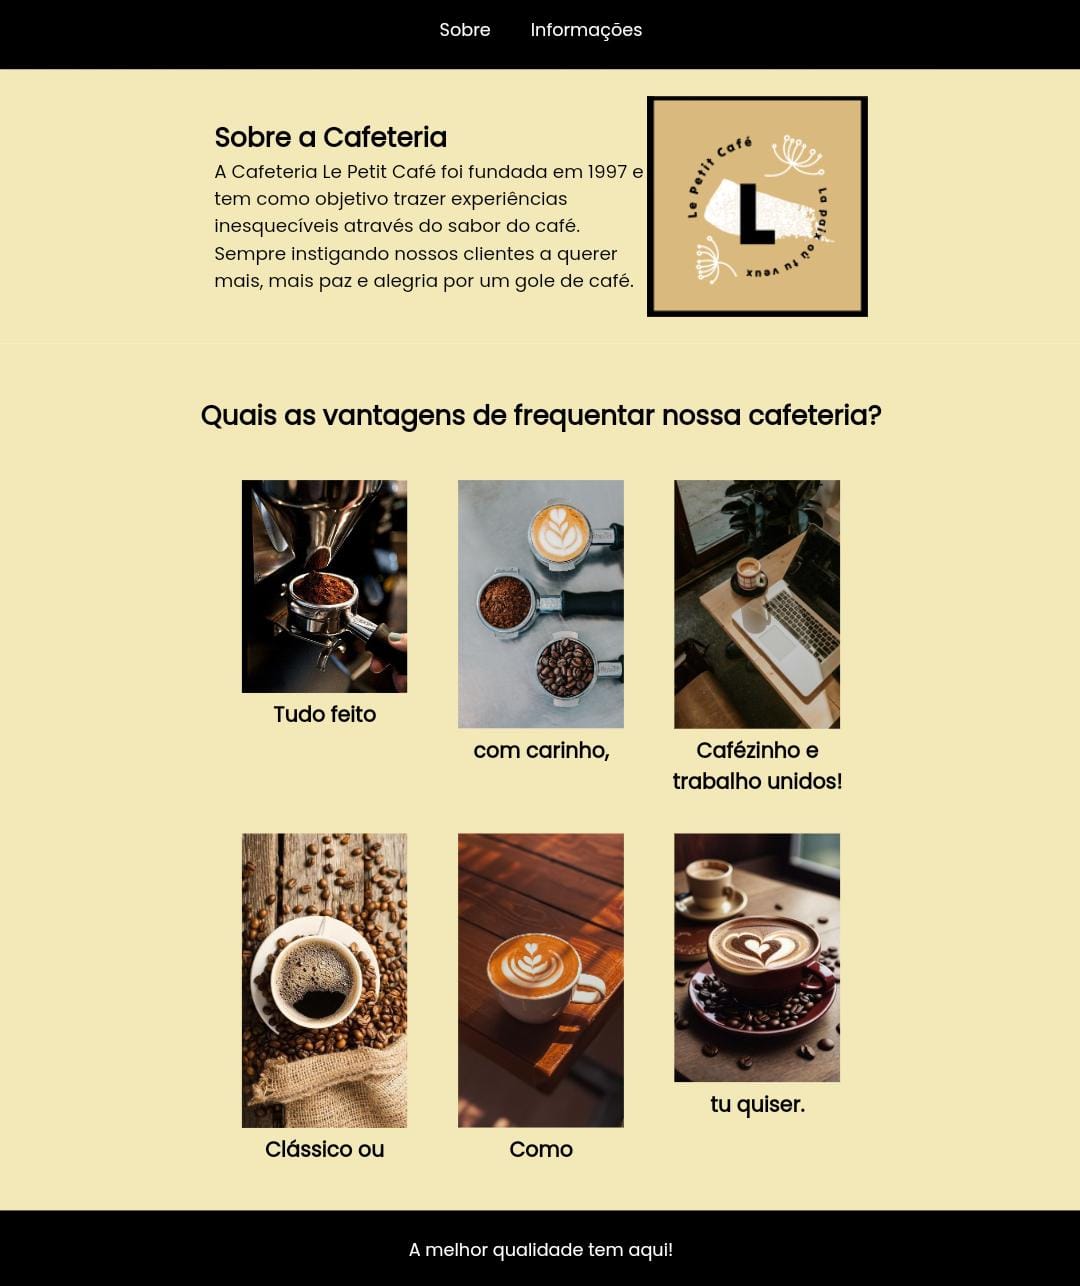 Sobre Informações
Sobre a Cafeteria
A Cafeteria Le Petit Café foi fundada em 1997 e
tem como objetivo trazer experiências
inesquecíveis através do sabor do café.
Sempre instigando nossos clientes a querer
mais, mais paz e alegria por um gole de café.
Le Petit Café
L
La paix où tu veux
Quais as vantagens de frequentar nossa cafeteria?
Tudo feito
com carinho,
Cafézinho e
trabalho unidos!
Clássico ou
Como
tu quiser.
A melhor qualidade tem aqui!